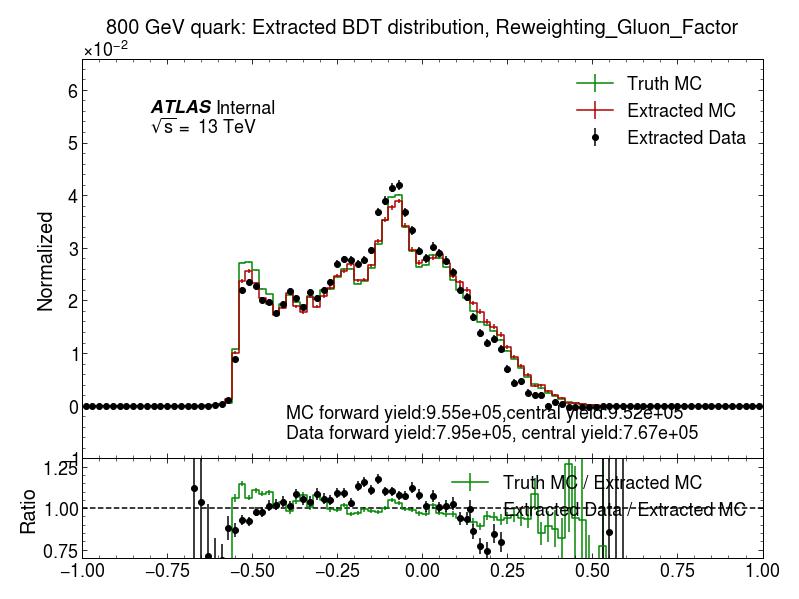 800 GeV quark: Extracted BDT distribution, Reweighting_Gluon_Factor
×10⁻²
ATLAS Internal
√s = 13 TeV
Truth MC
Extracted MC
Extracted Data
Normalized
6
5
4
3
2
1
0
1
MC forward yield:9.55e+05,central yield:9.52e+05
Data forward yield:7.95e+05, central yield:7.67e+05
Ratio
1.25
1.00
0.75
Truth MC / Extracted MC
Extracted Data / Extracted MC
−1.00 −0.75 −0.50 −0.25 0.00 0.25 0.50 0.75 1.00